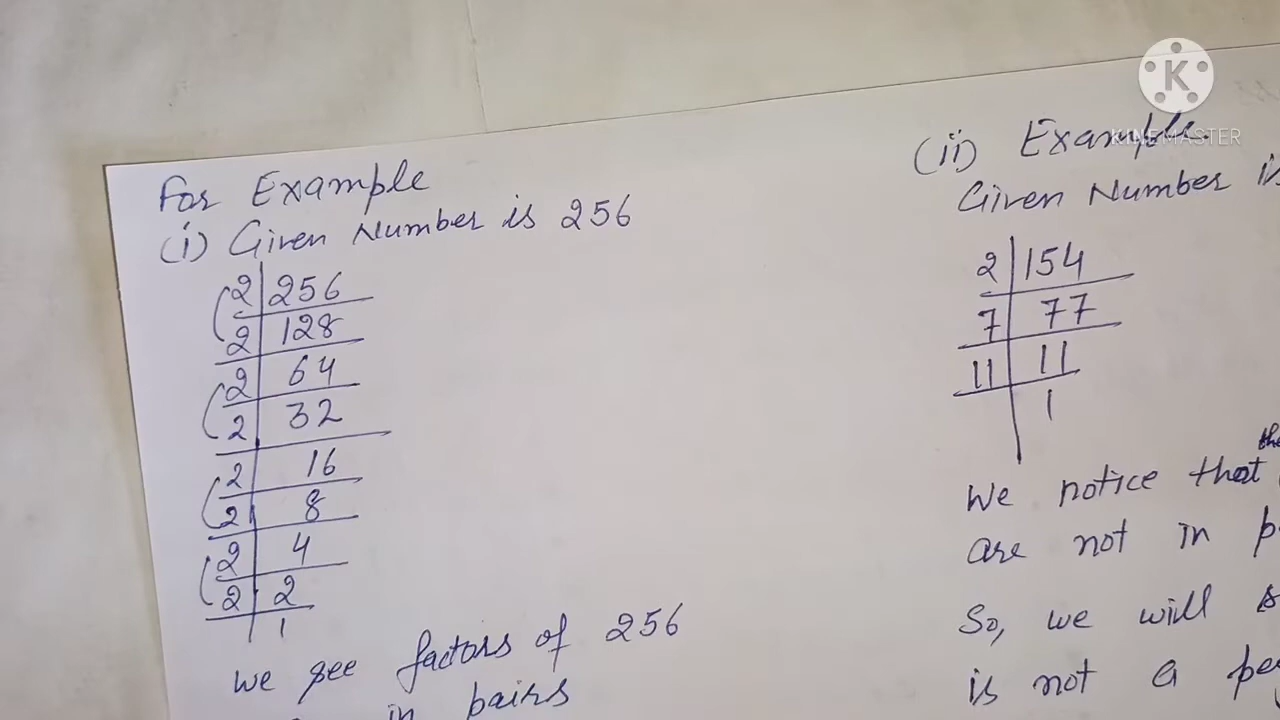 For Example
(i) Given Number is 256
2 256
2 128
2 64
2 32
2 16
2 8
2 4
2 2
1
We see factors of 256
in pairs
(ii) Example
Given Number is
2 154
7 77
11 11
1
We notice that the
are not in
So, we will
is not a
K
KINEMASTER